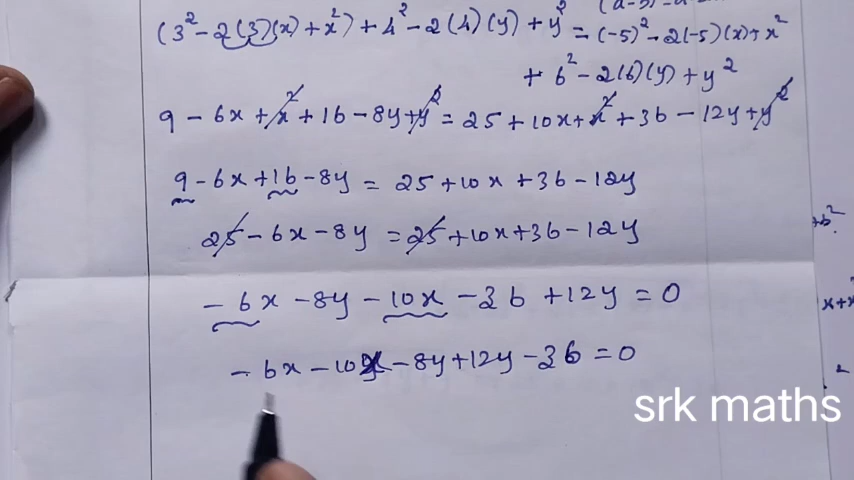 (3² - 2(3)(x) + x²) + 4² - 2(4)(y) + y² = (-5)² - 2(-5)(x) + x²
+ 6² - 2(6)(y) + y²
9 - 6x + x² + 16 - 8y + y² = 25 + 10x + x² + 36 - 12y + y²
9 - 6x + 16 - 8y = 25 + 10x + 36 - 12y
25 - 6x - 8y = 25 + 10x + 36 - 12y
- 6x - 8y - 10x - 36 + 12y = 0
- 6x - 10x - 8y + 12y - 36 = 0
+b²
x+x
srk maths